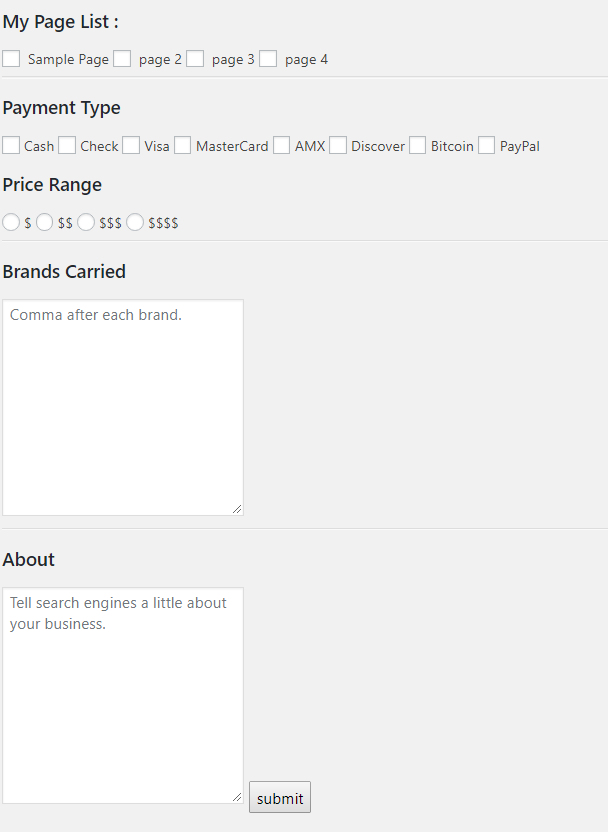 My Page List :
Sample Page page 2 page 3 page 4
Payment Type
Cash Check Visa MasterCard AMX Discover Bitcoin PayPal
Price Range
$ $$ $$$ $$$$
Brands Carried
Comma after each brand.
About
Tell search engines a little about
your business.
submit